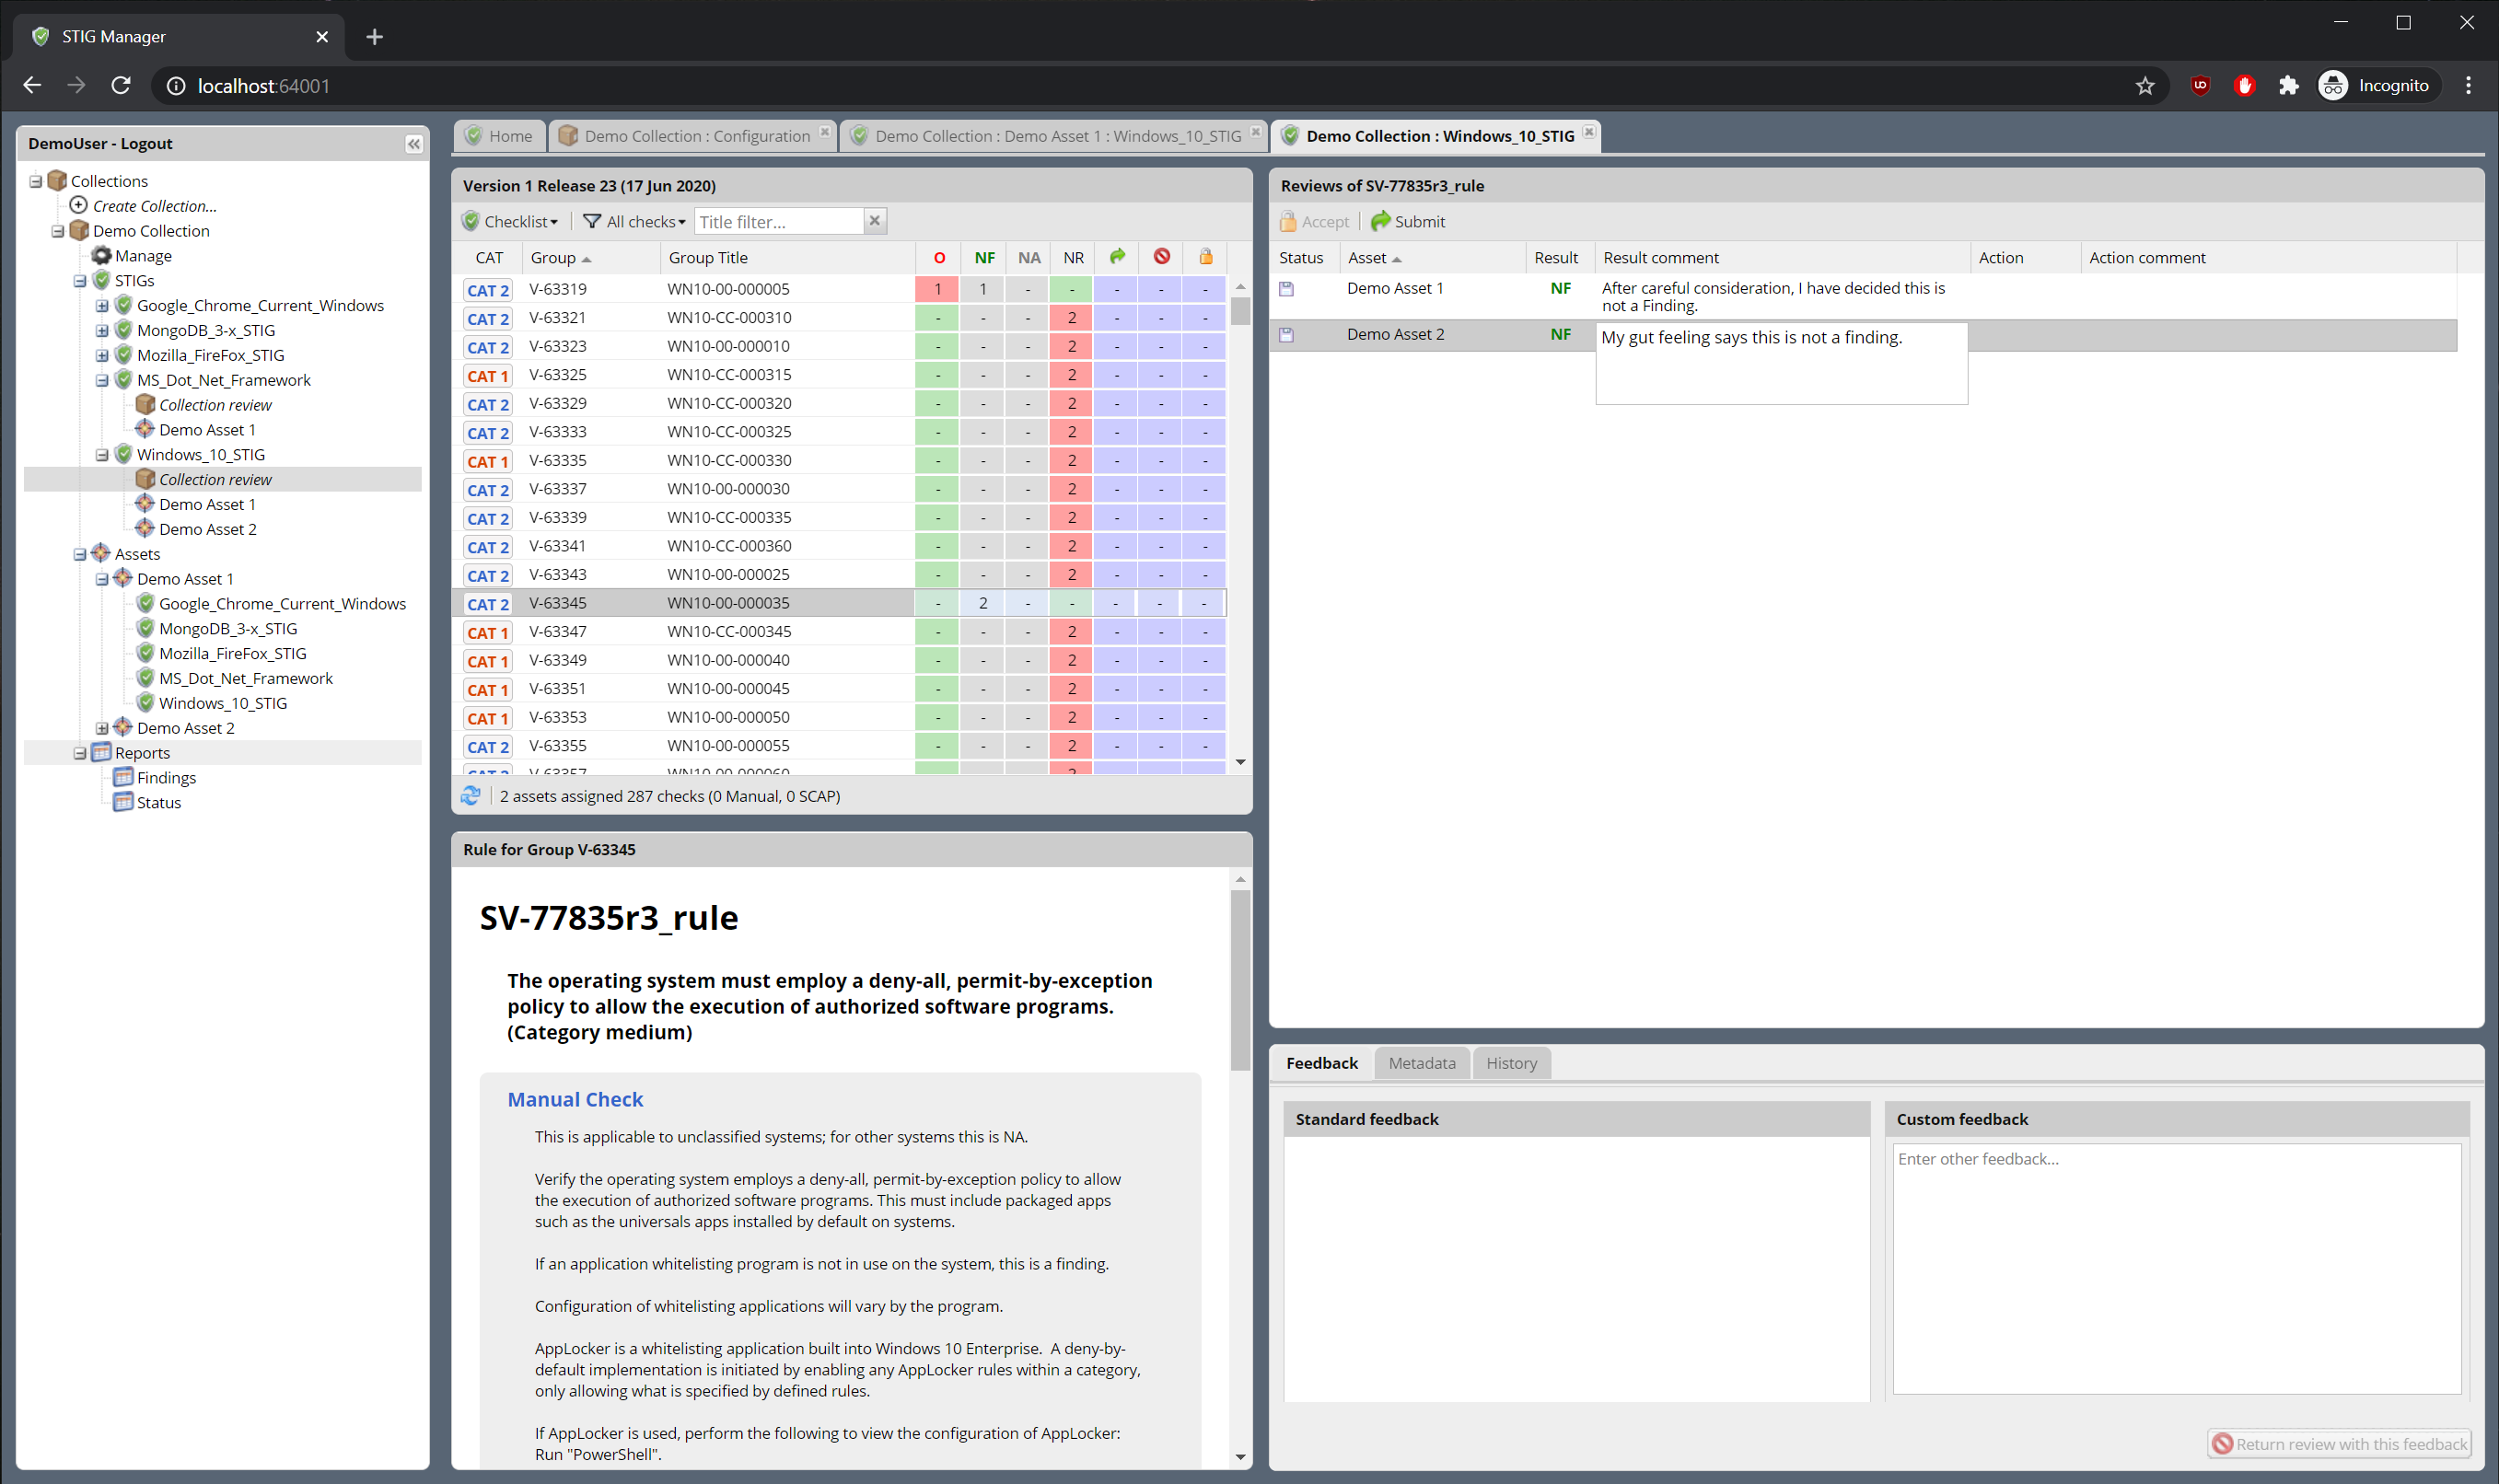 STIG Manager
localhost:64001
Incognito
DemoUser - Logout
Collections
Create Collection...
Demo Collection
Manage
STIGs
Google_Chrome_Current_Windows
MongoDB_3-x_STIG
Mozilla_FireFox_STIG
MS_Dot_Net_Framework
Collection review
Demo Asset 1
Windows_10_STIG
Collection review
Demo Asset 1
Demo Asset 2
Assets
Demo Asset 1
Google_Chrome_Current_Windows
MongoDB_3-x_STIG
Mozilla_FireFox_STIG
MS_Dot_Net_Framework
Windows_10_STIG
Demo Asset 2
Reports
Findings
Status
Home
Demo Collection : Configuration
Demo Collection : Demo Asset 1 : Windows_10_STIG
Demo Collection : Windows_10_STIG
Version 1 Release 23 (17 Jun 2020)
Checklist All checks Title filter...
CAT Group Group Title O NF NA NR
CAT 2 V-63319 WN10-00-000005 1 1 - - - - -
CAT 2 V-63321 WN10-CC-000310 - - - 2 - - -
CAT 2 V-63323 WN10-00-000010 - - - 2 - - -
CAT 1 V-63325 WN10-CC-000315 - - - 2 - - -
CAT 2 V-63329 WN10-CC-000320 - - - 2 - - -
CAT 2 V-63333 WN10-CC-000325 - - - 2 - - -
CAT 1 V-63335 WN10-CC-000330 - - - 2 - - -
CAT 2 V-63337 WN10-00-000030 - - - 2 - - -
CAT 2 V-63339 WN10-CC-000335 - - - 2 - - -
CAT 2 V-63341 WN10-CC-000360 - - - 2 - - -
CAT 2 V-63343 WN10-00-000025 - - - 2 - - -
CAT 2 V-63345 WN10-00-000035 - 2 - - - - -
CAT 1 V-63347 WN10-CC-000345 - - - 2 - - -
CAT 1 V-63349 WN10-00-000040 - - - 2 - - -
CAT 1 V-63351 WN10-00-000045 - - - 2 - - -
CAT 1 V-63353 WN10-00-000050 - - - 2 - - -
CAT 2 V-63355 WN10-00-000055 - - - 2 - - -
CAT 2 V-63357 WN10-00-000060 2
2 assets assigned 287 checks (0 Manual, 0 SCAP)
Rule for Group V-63345
SV-77835r3_rule
The operating system must employ a deny-all, permit-by-exception
policy to allow the execution of authorized software programs.
(Category medium)
Manual Check
This is applicable to unclassified systems; for other systems this is NA.
Verify the operating system employs a deny-all, permit-by-exception policy to allow
the execution of authorized software programs. This must include packaged apps
such as the universals apps installed by default on systems.
If an application whitelisting program is not in use on the system, this is a finding.
Configuration of whitelisting applications will vary by the program.
AppLocker is a whitelisting application built into Windows 10 Enterprise.  A deny-by-
default implementation is initiated by enabling any AppLocker rules within a category,
only allowing what is specified by defined rules.
If AppLocker is used, perform the following to view the configuration of AppLocker:
Run "PowerShell".
Reviews of SV-77835r3_rule
Accept Submit
Status Asset Result Result comment Action Action comment
Demo Asset 1 NF After careful consideration, I have decided this is
not a Finding.
Demo Asset 2 NF My gut feeling says this is not a finding.
Feedback Metadata History
Standard feedback
Custom feedback
Enter other feedback...
Return review with this feedback